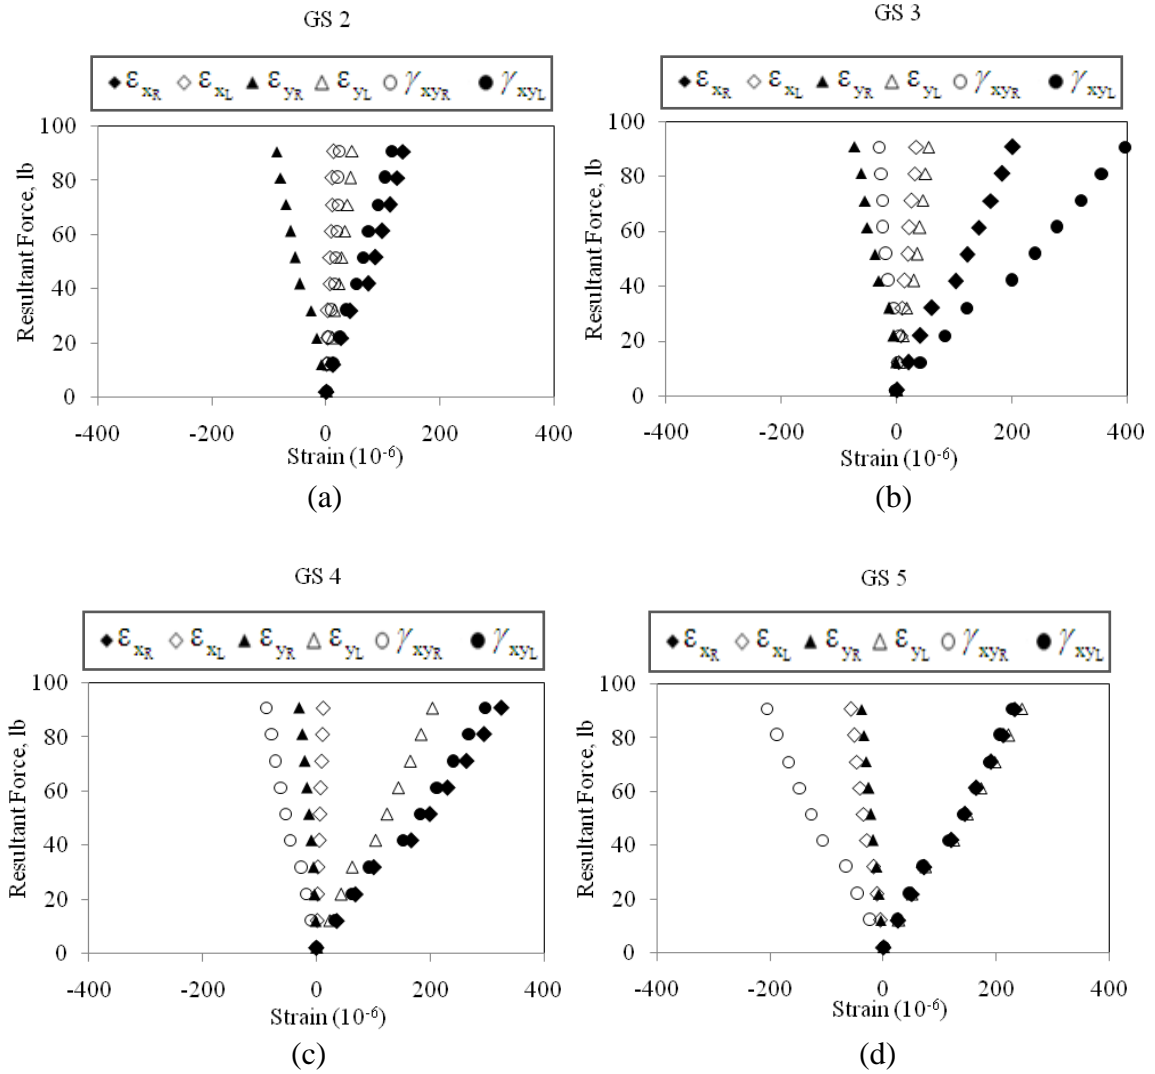 GS 2
◆ε_xR ◇ε_xL ▲ε_yR △ε_yL ○γ_xyR ●γ_xyL
100
80
60
40
20
0
Resultant Force, lb
-400 -200 0 200 400
Strain (10⁻⁶)
(a)
GS 3
◆ε_xR ◇ε_xL ▲ε_yR △ε_yL ○γ_xyR ●γ_xyL
100
80
60
40
20
0
Resultant Force, lb
-400 -200 0 200 400
Strain (10⁻⁶)
(b)
GS 4
◆ε_xR ◇ε_xL ▲ε_yR △ε_yL ○γ_xyR ●γ_xyL
100
80
60
40
20
0
Resultant Force, lb
-400 -200 0 200 400
Strain (10⁻⁶)
(c)
GS 5
◆ε_xR ◇ε_xL ▲ε_yR △ε_yL ○γ_xyR ●γ_xyL
100
80
60
40
20
0
Resultant Force, lb
-400 -200 0 200 400
Strain (10⁻⁶)
(d)